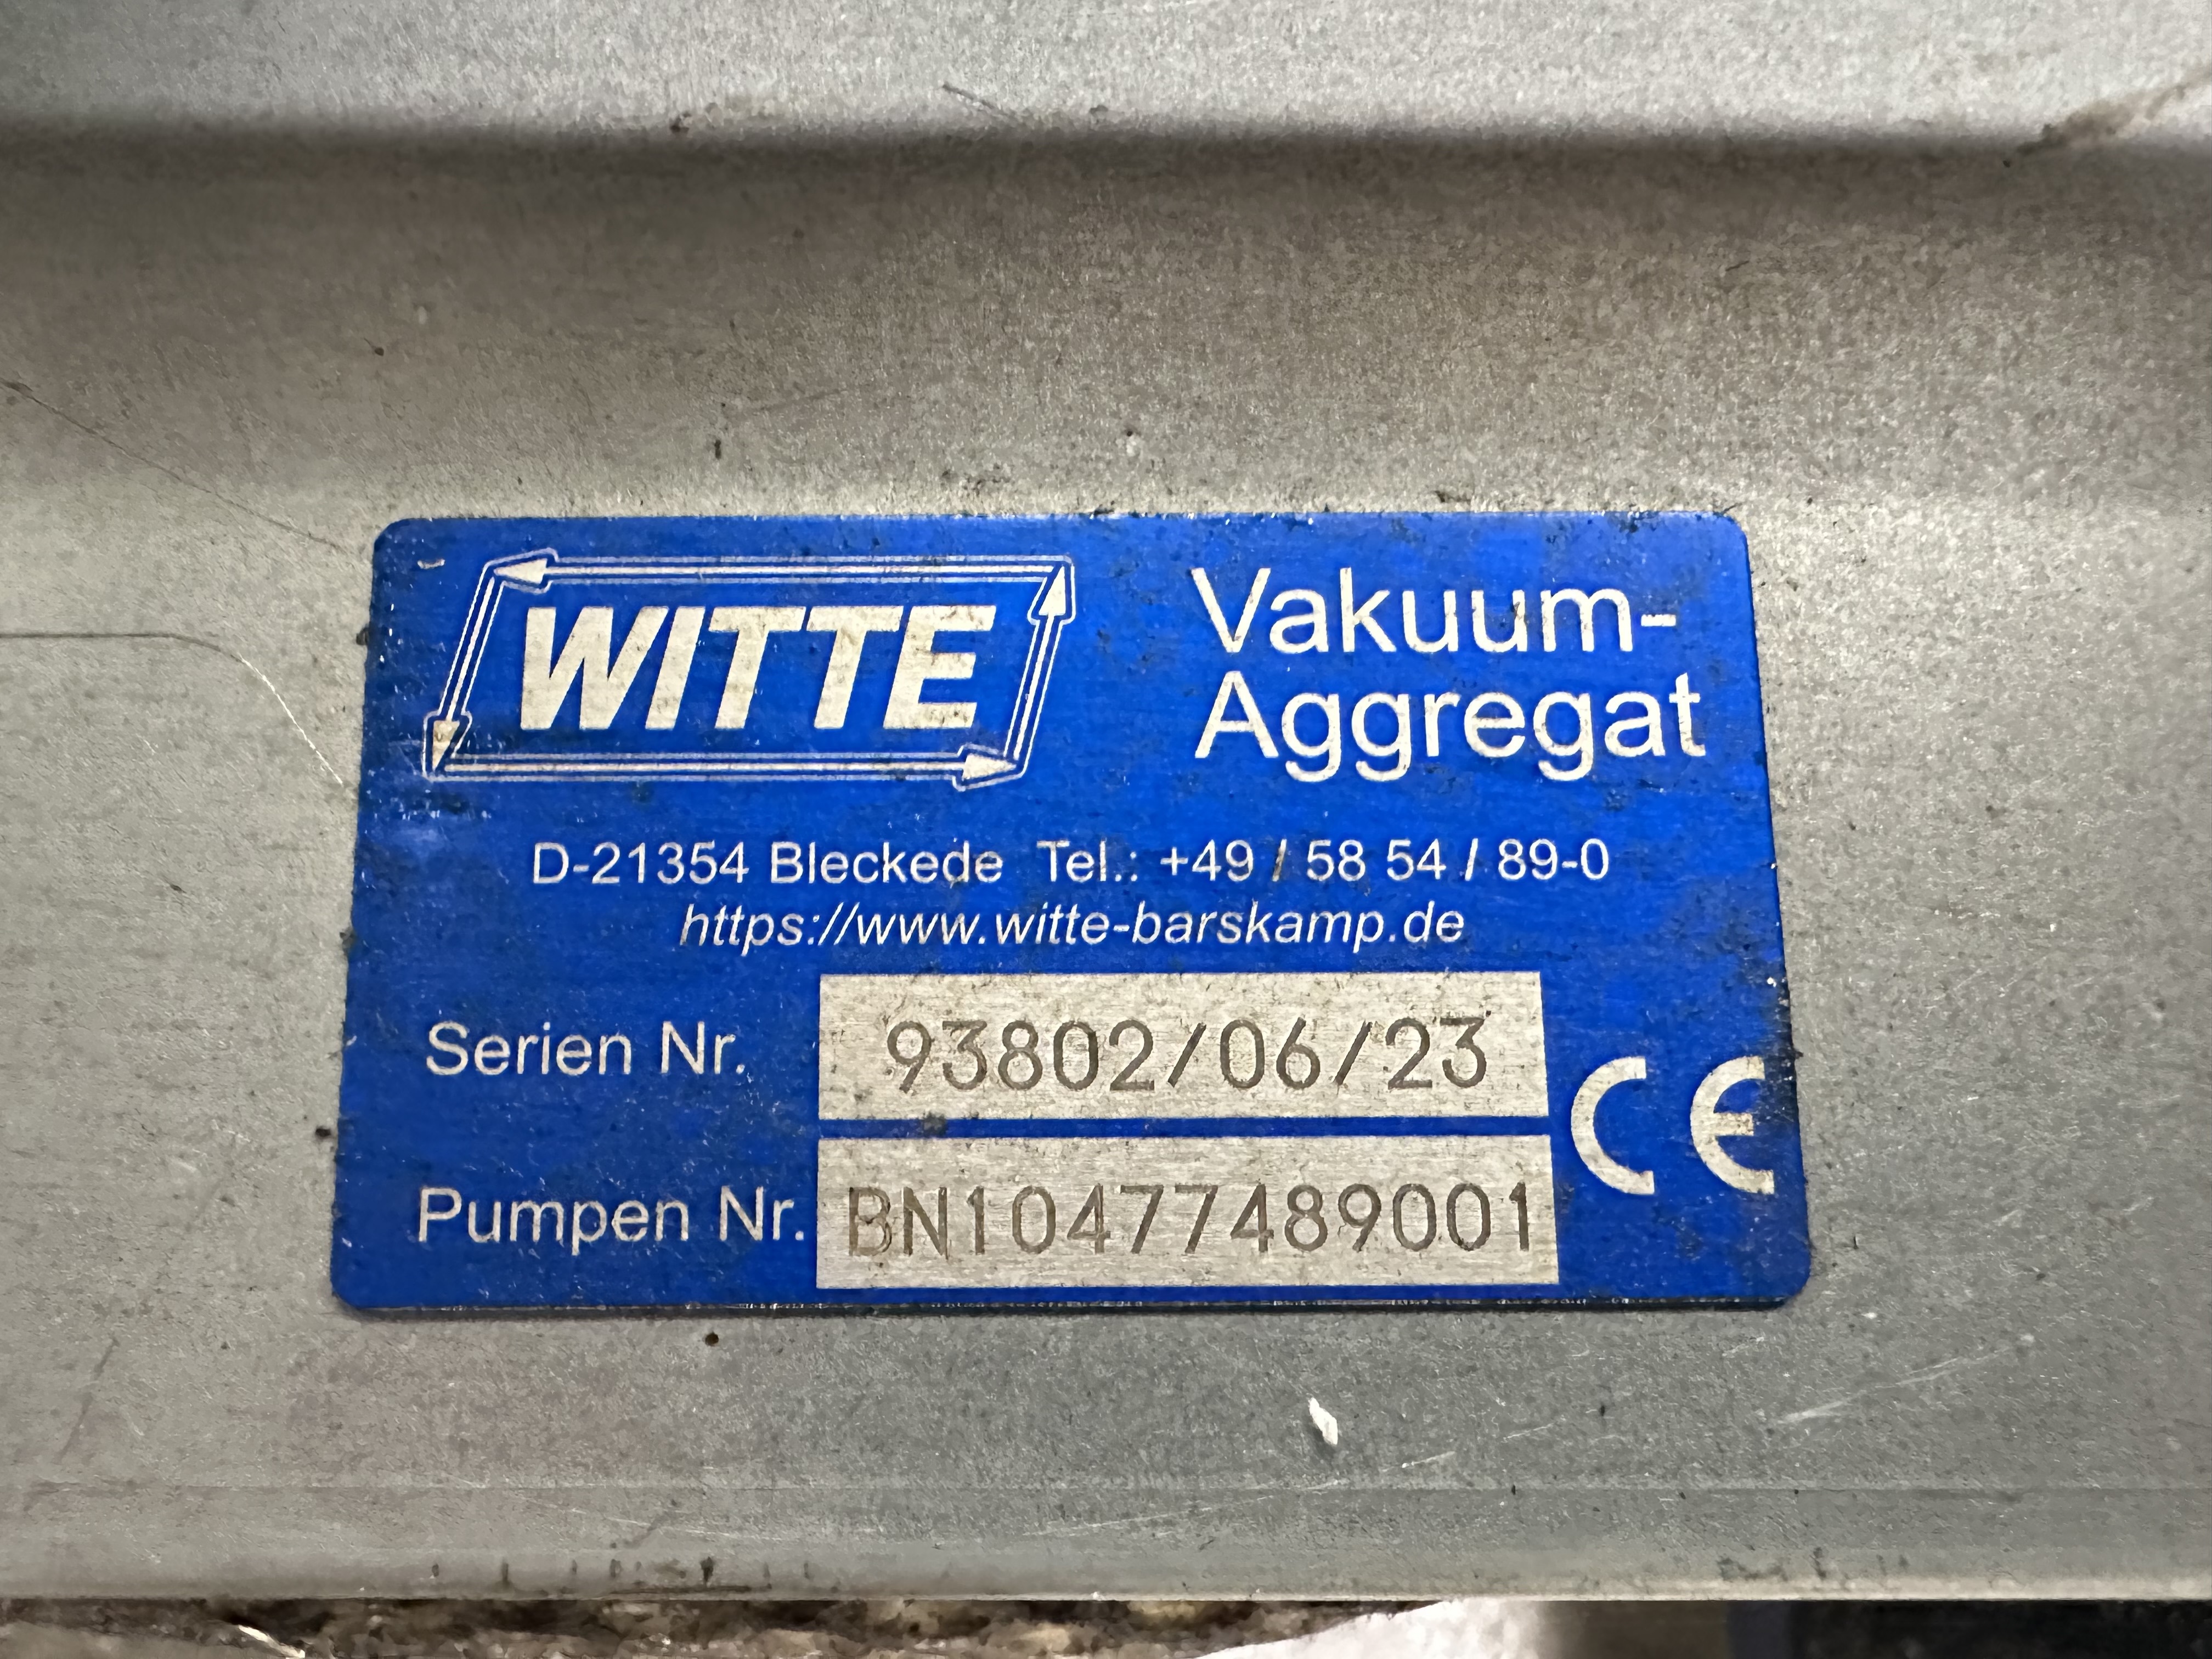 WITTE
Vakuum-
Aggregat
D-21354 Bleckede Tel.: +49 / 58 54 / 89-0
https://www.witte-barskamp.de
Serien Nr. 93802/06/23
CE
Pumpen Nr. BN10477489001